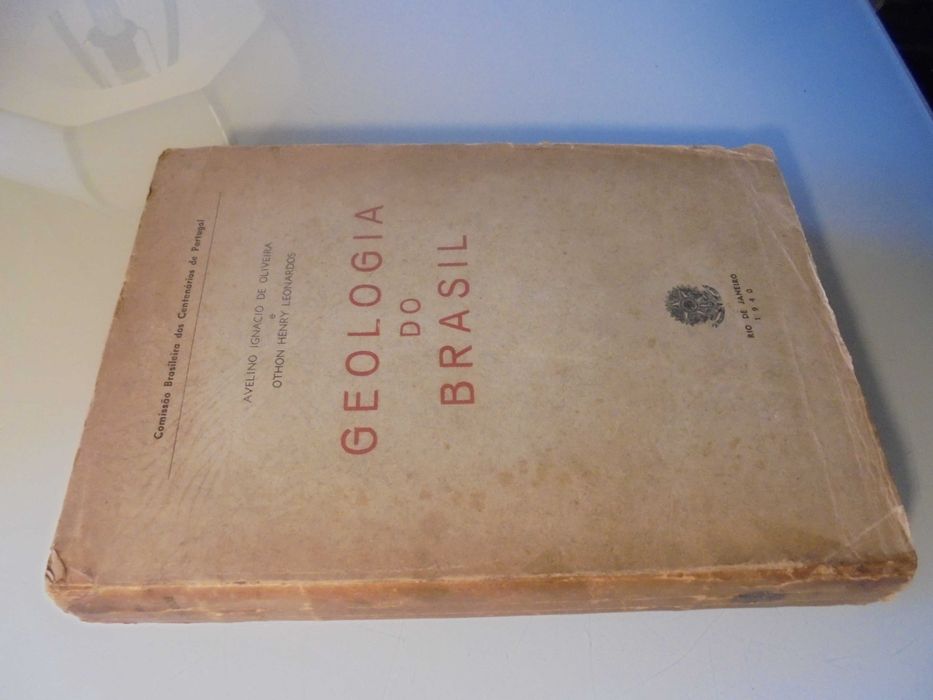 Comissão Brasileira dos Centenários de Portugal
AVELINO IGNACIO DE OLIVEIRA
e
OTHON HENRY LEONARDOS
GEOLOGIA
DO
BRASIL
RIO DE JANEIRO
1940